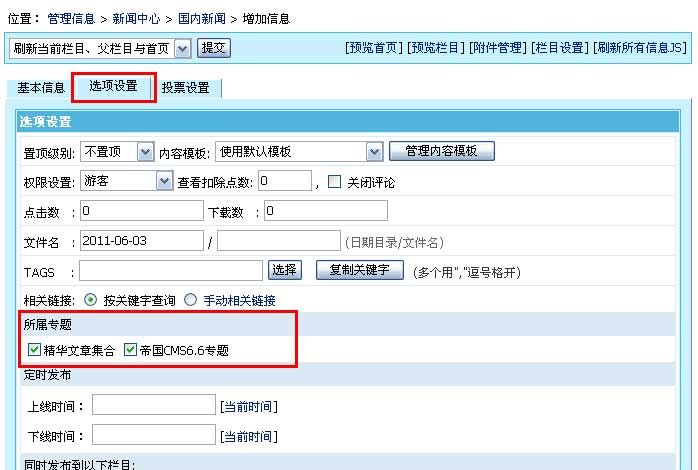 位置： 管理信息 > 新闻中心 > 国内新闻 > 增加信息
刷新当前栏目、父栏目与首页 提交 [预览首页] [预览栏目] [附件管理] [栏目设置] [刷新所有信息JS]
基本信息 选项设置 投票设置
选项设置
置顶级别: 不置顶 内容模板: 使用默认模板 管理内容模板
权限设置: 游客 查看扣除点数: 0 , 关闭评论
点击数 : 0 下载数 : 0
文件名 : 2011-06-03 / (日期目录/文件名)
TAGS : 选择 复制关键字 (多个用","逗号格开)
相关链接: 按关键字查询 手动相关链接
所属专题
精华文章集合 帝国CMS6.6专题
定时发布
上线时间： [当前时间]
下线时间： [当前时间]
同时发布到以下栏目: